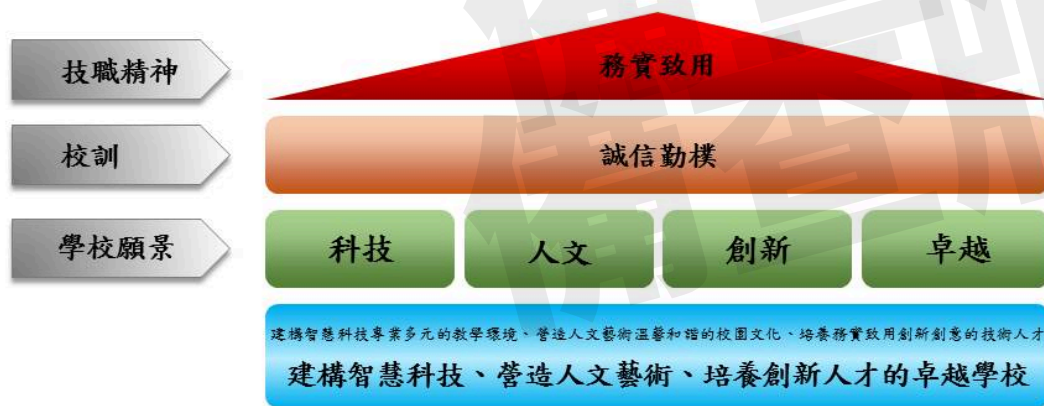 技職精神
務實致用
校訓
誠信勤樸
學校願景
科技
人文
創新
卓越
建構智慧科技專業多元的教學環境、營造人文藝術溫馨和諧的校園文化、培養務實致用創新創意的技術人才
建構智慧科技、營造人文藝術、培養創新人才的卓越學校